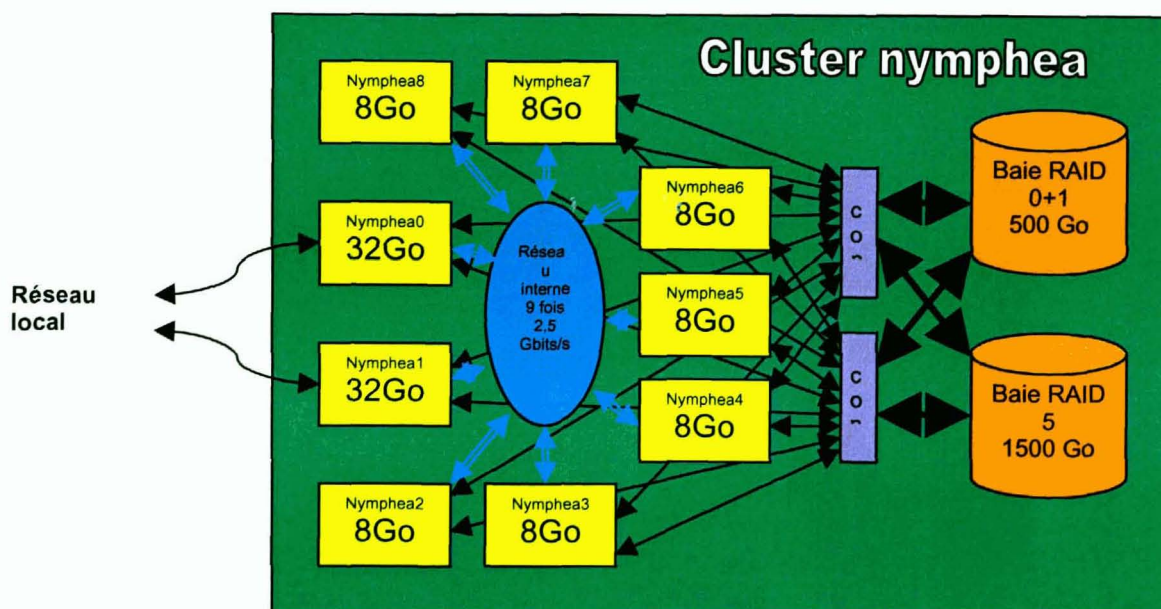 Cluster nymphea
Nymphea8
8Go
Nymphea7
8Go
Nymphea6
8Go
Nymphea0
32Go
Nymphea5
8Go
Nymphea1
32Go
Nymphea4
8Go
Nymphea2
8Go
Nymphea3
8Go
Réseau
local
Résea
u
interne
9 fois
2,5
Gbits/s
C
O
C
O
Baie RAID
0+1
500 Go
Baie RAID
5
1500 Go